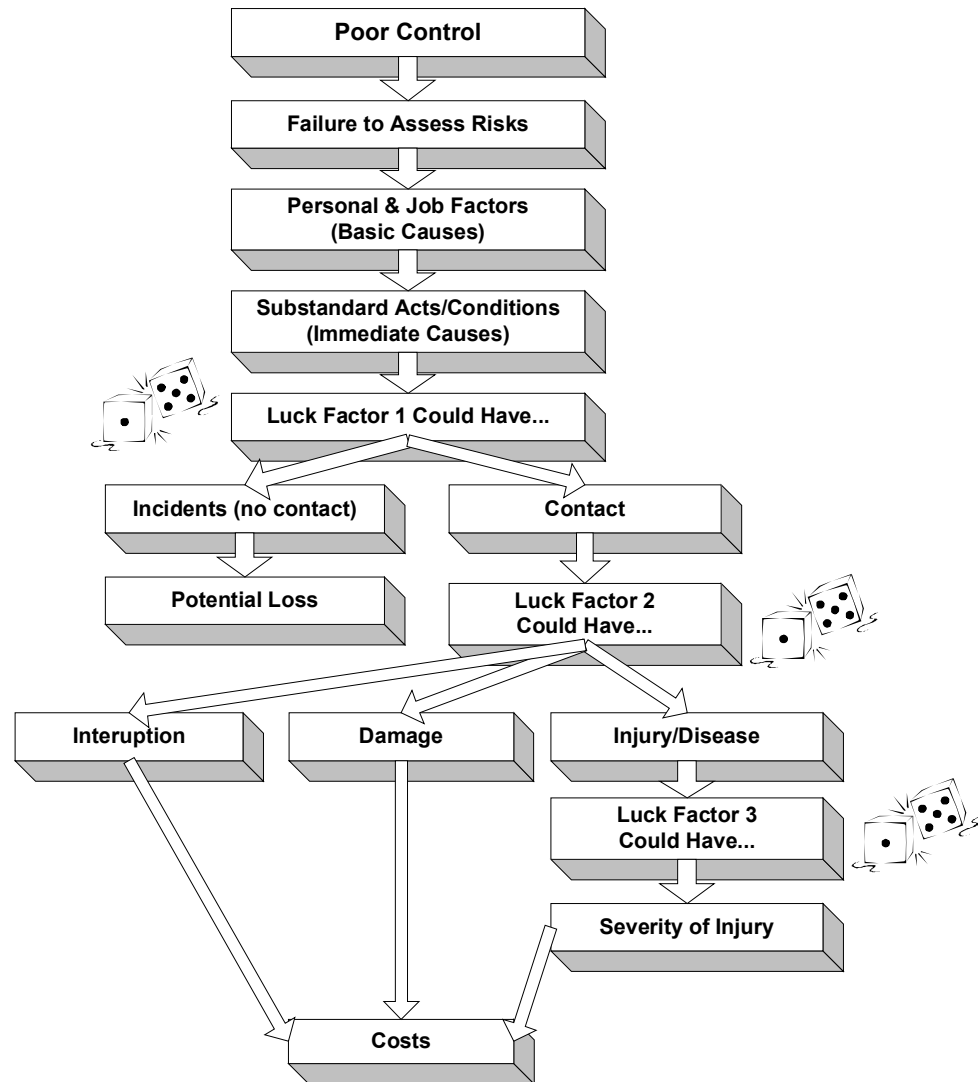 Poor Control
Failure to Assess Risks
Personal & Job Factors
(Basic Causes)
Substandard Acts/Conditions
(Immediate Causes)
Luck Factor 1 Could Have...
Incidents (no contact)
Contact
Potential Loss
Luck Factor 2
Could Have...
Interuption
Damage
Injury/Disease
Luck Factor 3
Could Have...
Severity of Injury
Costs